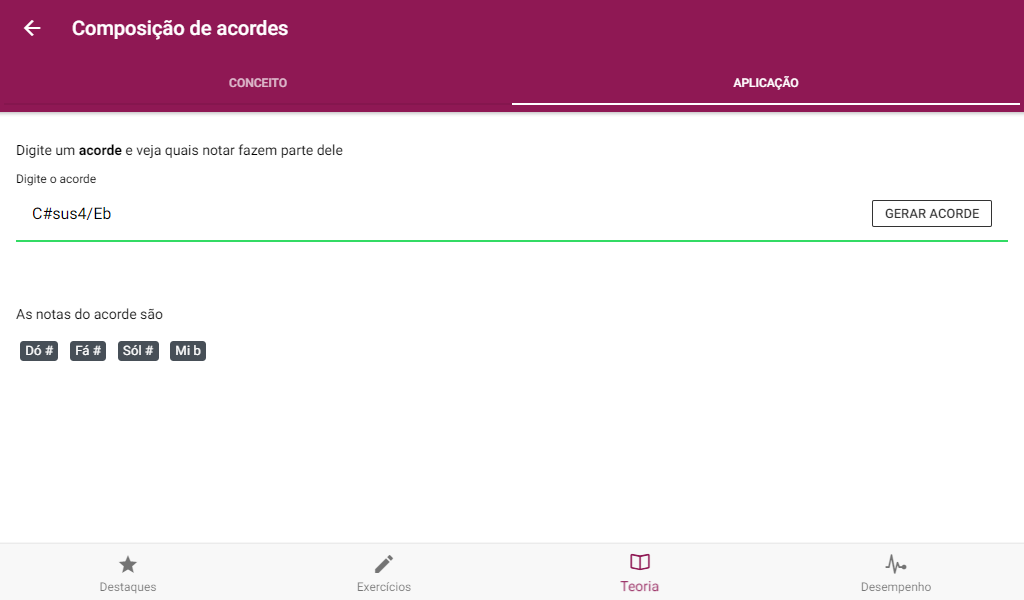 Composição de acordes
CONCEITO APLICAÇÃO
Digite um acorde e veja quais notar fazem parte dele
Digite o acorde
C#sus4/Eb GERAR ACORDE
As notas do acorde são
Dó # Fá # Sól # Mi b
Destaques Exercícios Teoria Desempenho